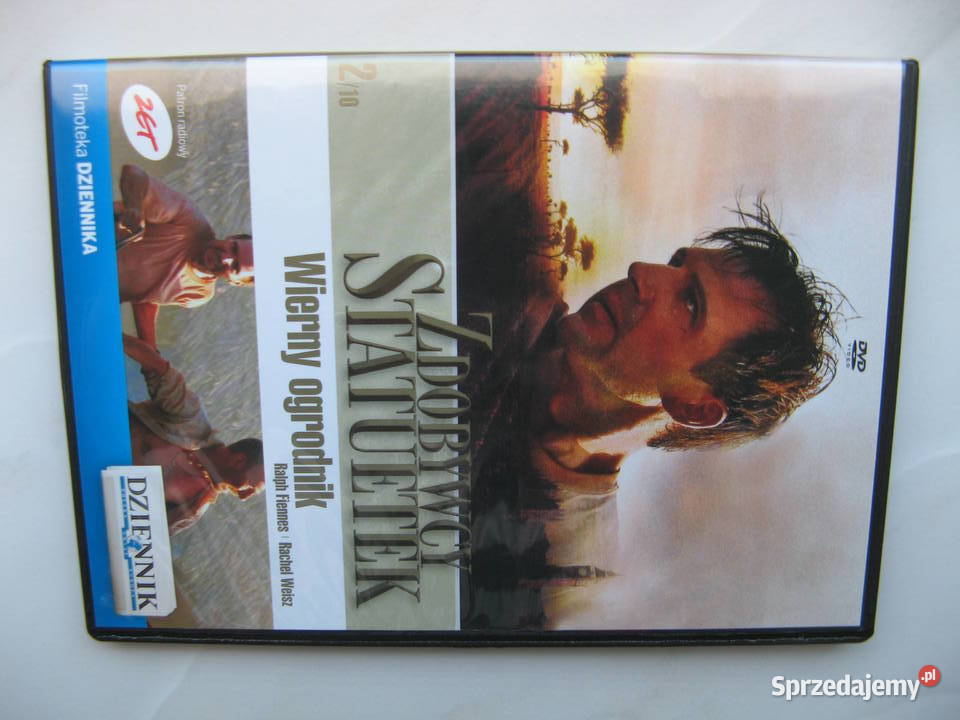 DVD
VIDEO
ZDOBYWCY
STATUETEK
2/10
Wierny ogrodnik
Ralph Fiennes | Rachel Weisz
Patron radiowy
ZET
Filmoteka DZIENNIKA
DZIENNIK
Sprzedajemy.pl